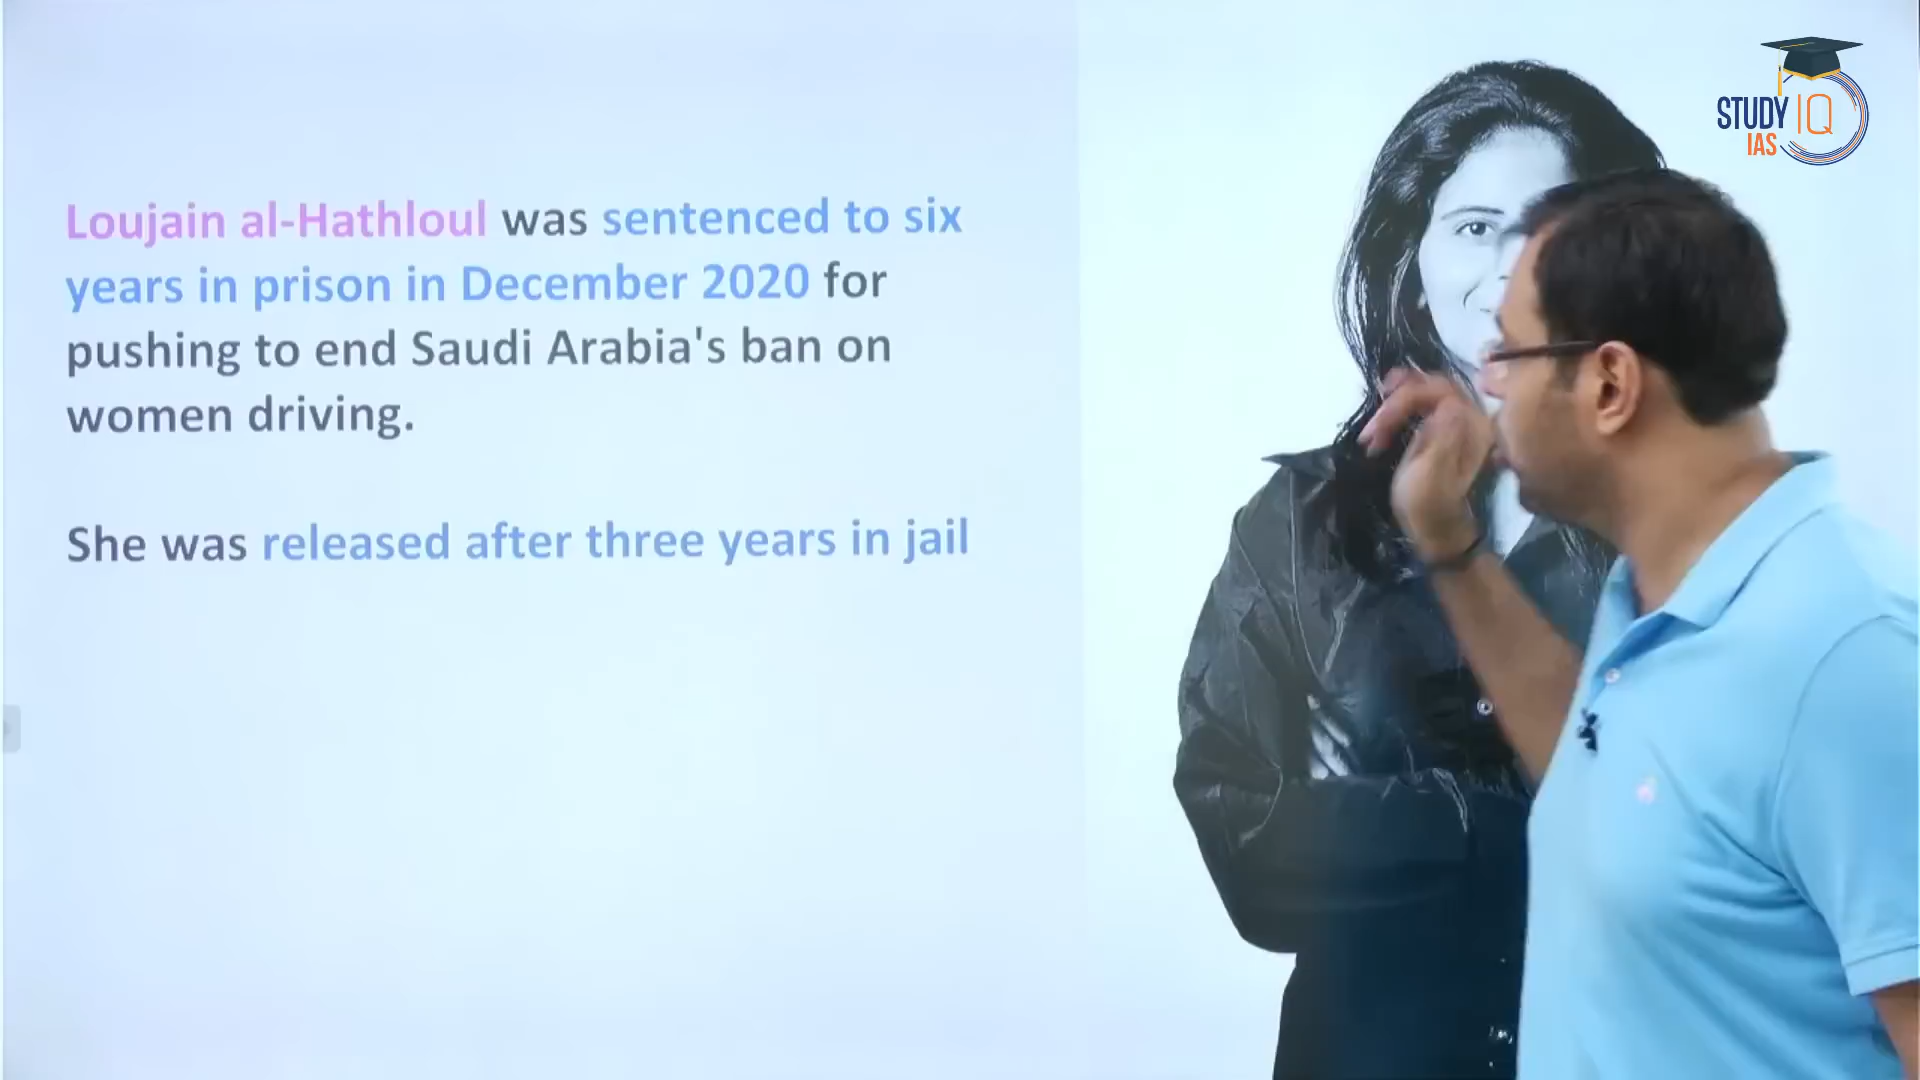 STUDY IQ
IAS
Loujain al-Hathloul was sentenced to six
years in prison in December 2020 for
pushing to end Saudi Arabia's ban on
women driving.
She was released after three years in jail